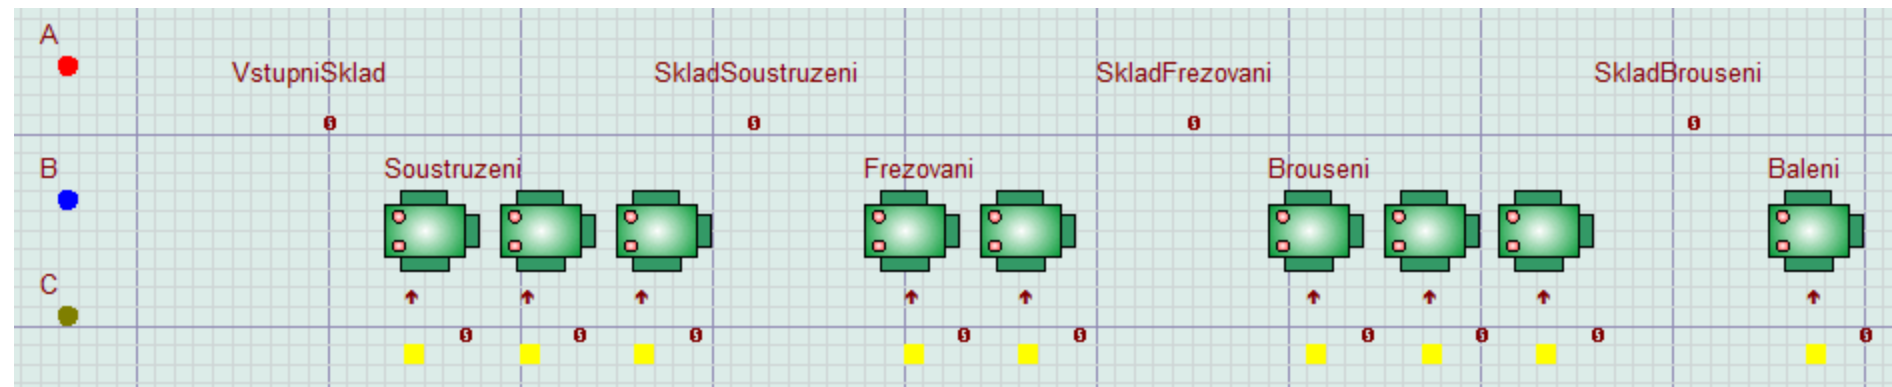 A
VstupniSklad
SkladSoustruzeni
SkladFrezovani
SkladBrouseni
B
Soustruzeni
Frezovani
Brouseni
Baleni
C